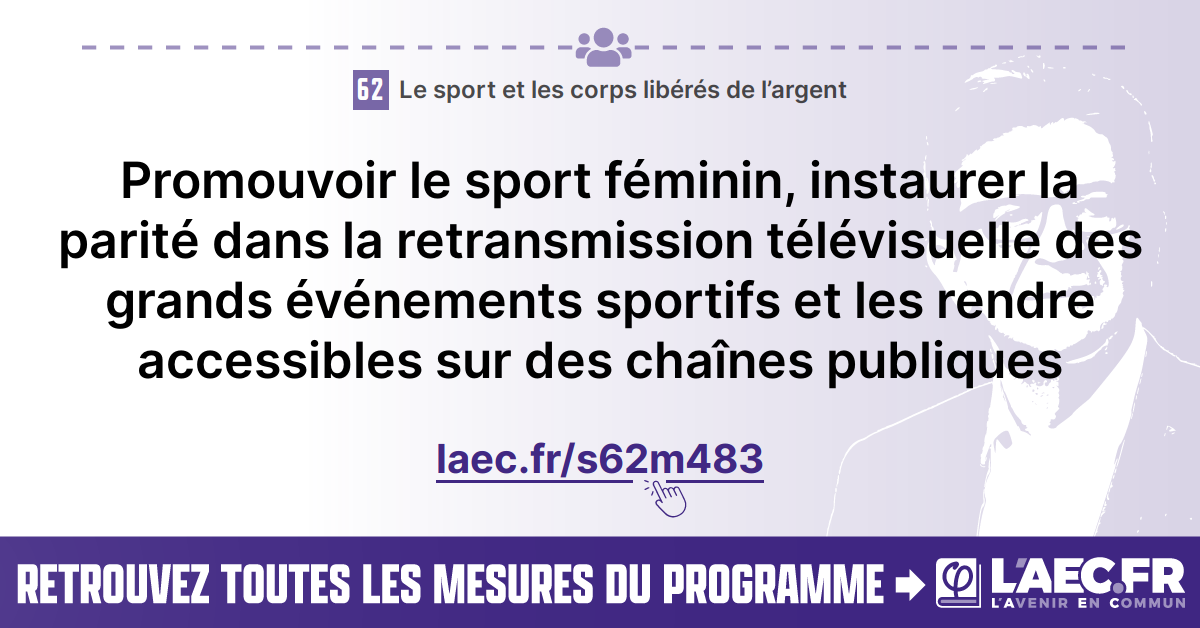 62 Le sport et les corps libérés de l’argent
Promouvoir le sport féminin, instaurer la
parité dans la retransmission télévisuelle des
grands événements sportifs et les rendre
accessibles sur des chaînes publiques
laec.fr/s62m483
RETROUVEZ TOUTES LES MESURES DU PROGRAMME
φ L'AEC.FR
L'AVENIR EN COMMUN